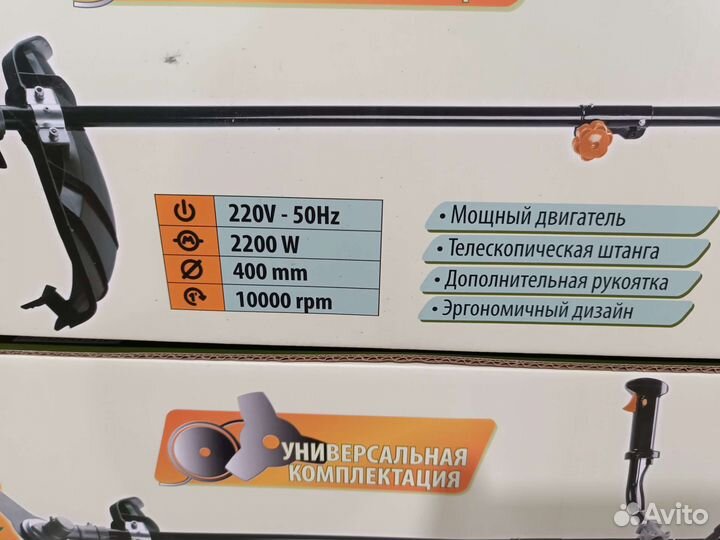 220V - 50Hz
2200 W
400 mm
10000 rpm
• Мощный двигатель
• Телескопическая штанга
• Дополнительная рукоятка
• Эргономичный дизайн
УНИВЕРСАЛЬНАЯ
КОМПЛЕКТАЦИЯ
Avito